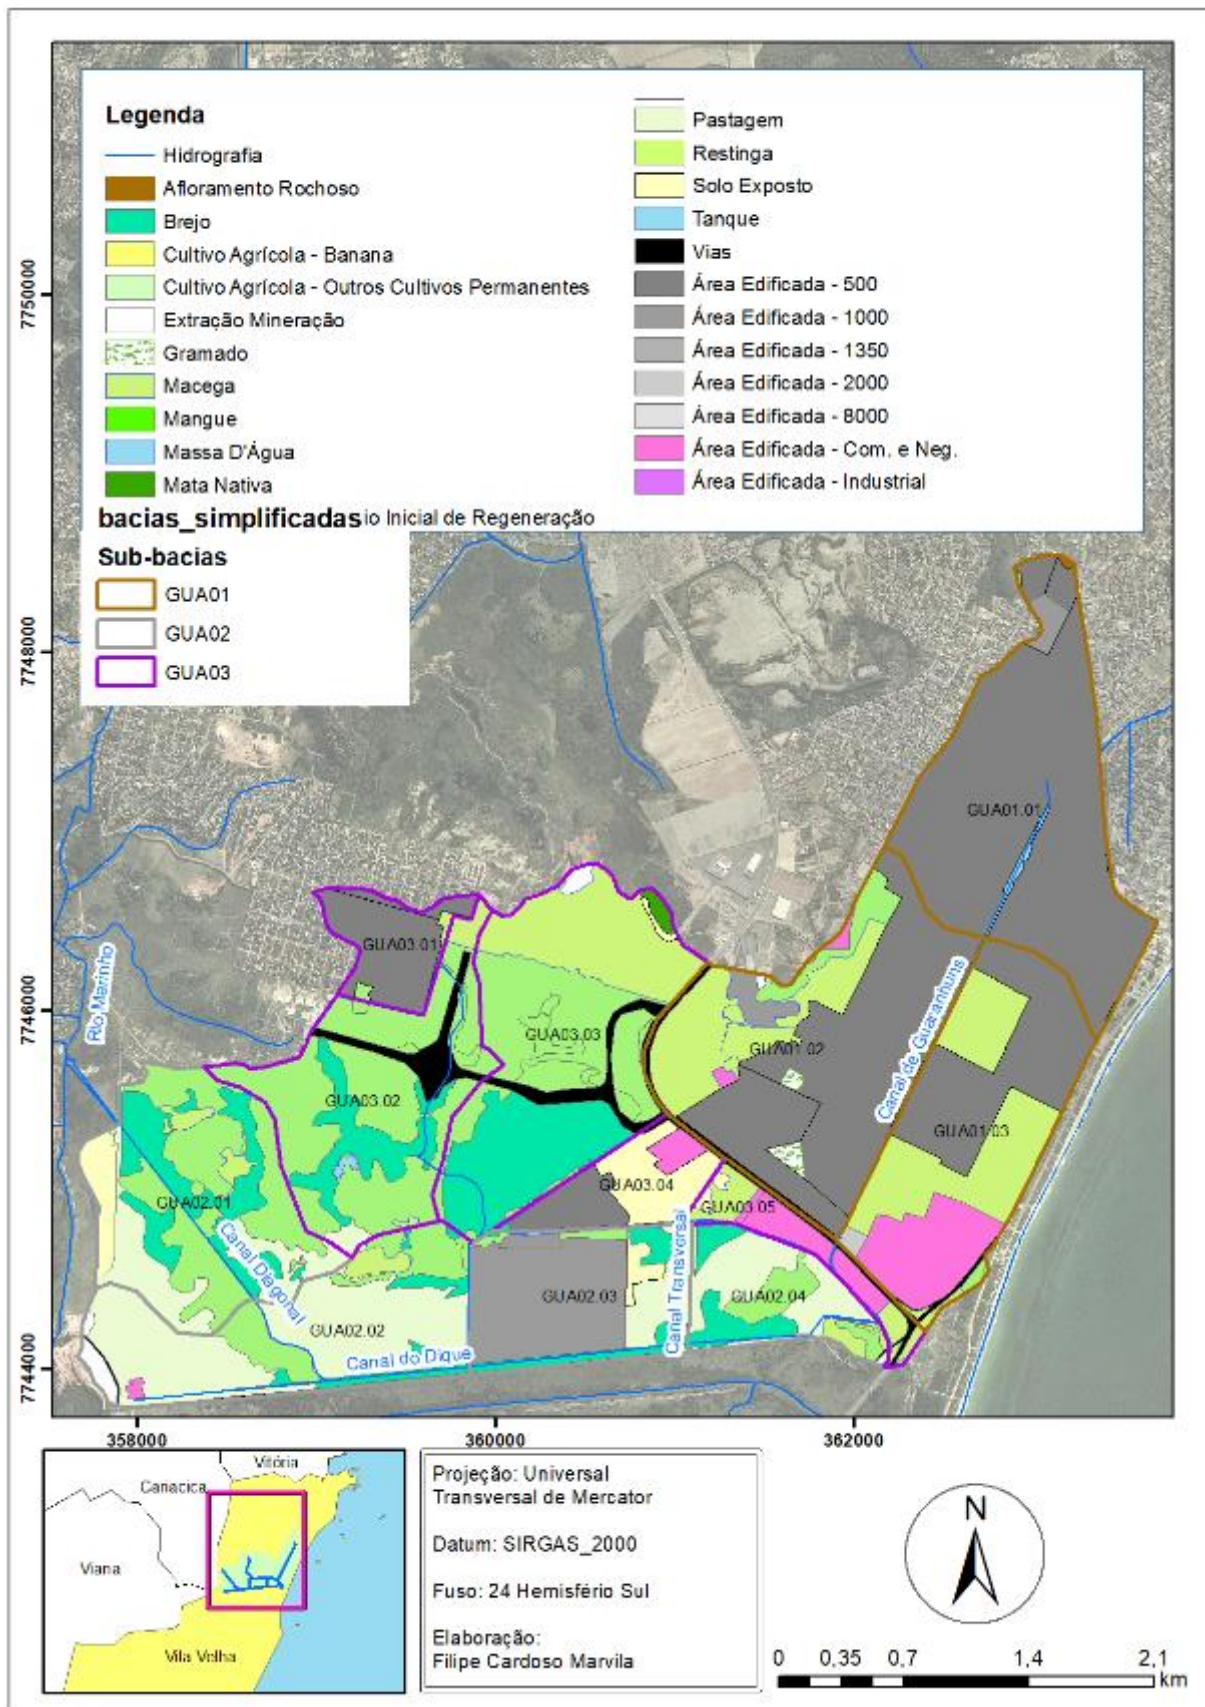 Legenda
Hidrografia
Afloramento Rochoso
Brejo
Cultivo Agrícola - Banana
Cultivo Agrícola - Outros Cultivos Permanentes
Extração Mineração
Gramado
Macega
Mangue
Massa D'Água
Mata Nativa
bacias_simplificadas io Inicial de Regeneração
Sub-bacias
GUA01
GUA02
GUA03
Pastagem
Restinga
Solo Exposto
Tanque
Vias
Área Edificada - 500
Área Edificada - 1000
Área Edificada - 1350
Área Edificada - 2000
Área Edificada - 8000
Área Edificada - Com. e Neg.
Área Edificada - Industrial
7750000
7748000
7746000
7744000
GUA01.01
GUA03.01
Rio Marinho
GUA03.03
GUA01.02
Canal de Guaranhuns
GUA03.02
GUA01.03
GUA03.04
GUA02.01
GUA03.05
Canal Diagonal
Canal Transversal
GUA02.03
GUA02.04
GUA02.02
Canal do Dique
358000
360000
362000
Vitória
Cariacica
Viana
Vila Velha
Projeção: Universal
Transversal de Mercator
Datum: SIRGAS_2000
Fuso: 24 Hemisfério Sul
Elaboração:
Filipe Cardoso Marvila
N
0 0,35 0,7 1,4 2,1
km